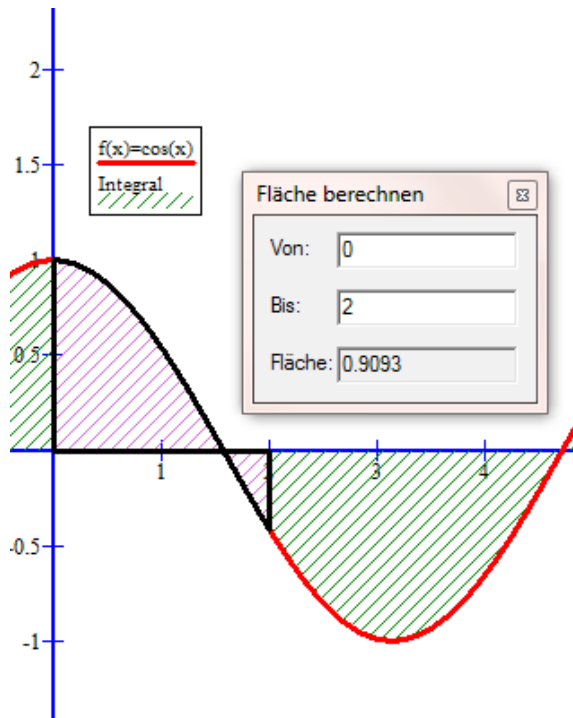 2
1.5
f(x)=cos(x)
Integral
Fläche berechnen
Von: 0
Bis: 2
Fläche: 0.9093
1
0.5
1
2
3
4
-0.5
-1